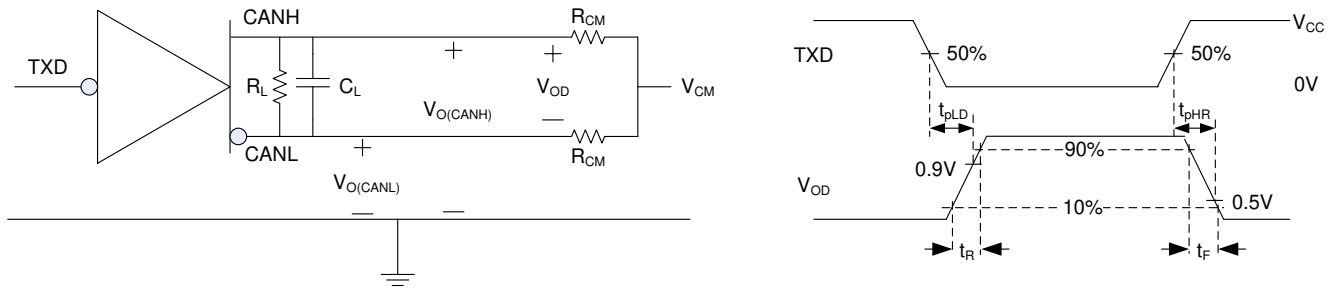 CANH
R_CM
TXD
R_L
C_L
V_OD
V_CM
V_O(CANH)
CANL
R_CM
V_O(CANL)
V_CC
TXD
50%
50%
0V
t_pLD
t_pHR
90%
0.9V
V_OD
10%
0.5V
t_R
t_F